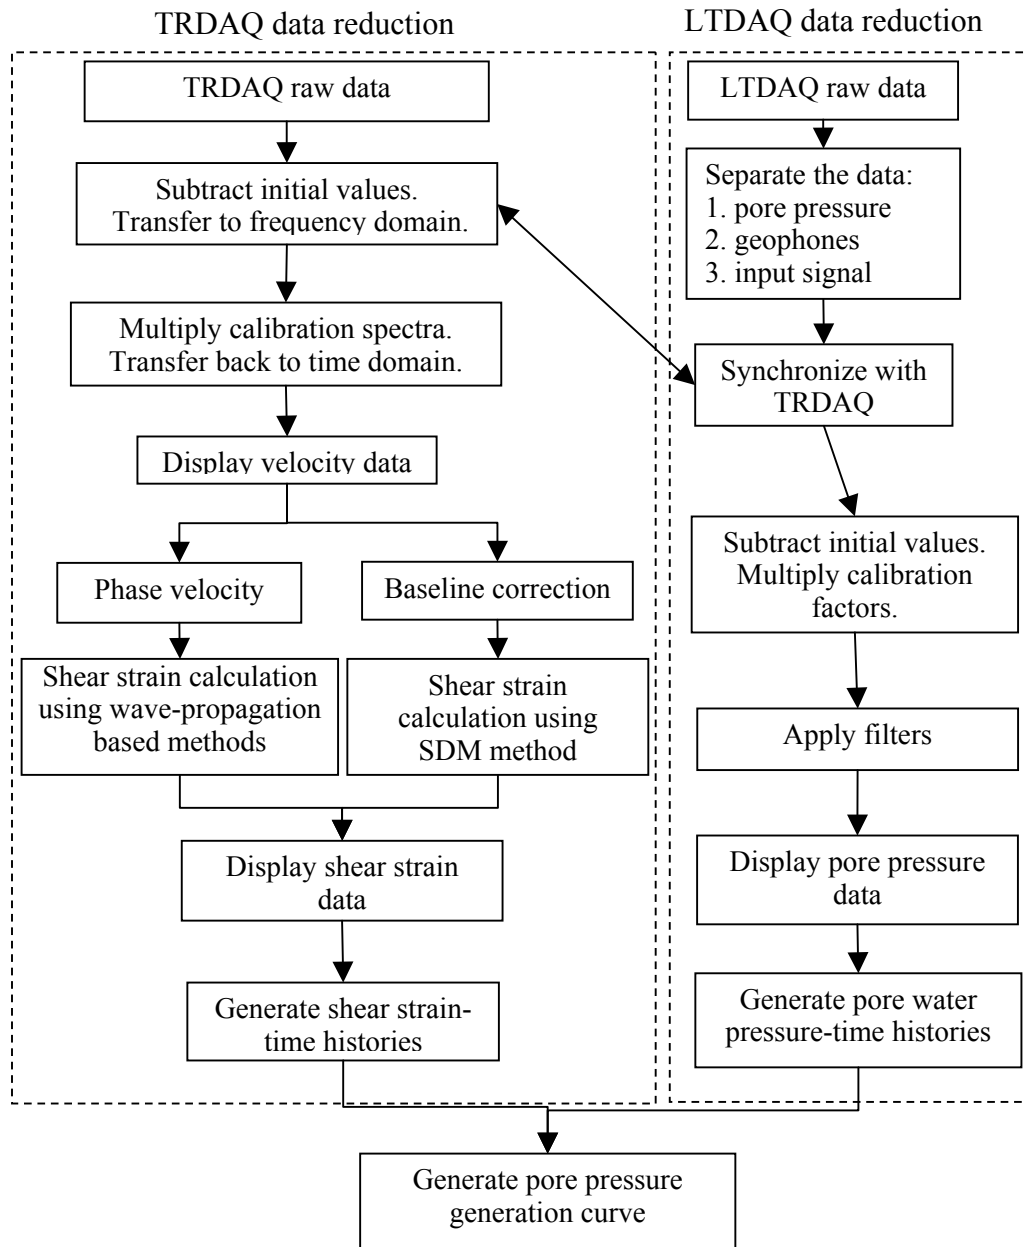 TRDAQ data reduction
TRDAQ raw data
Subtract initial values.
Transfer to frequency domain.
Multiply calibration spectra.
Transfer back to time domain.
Display velocity data
Phase velocity
Baseline correction
Shear strain calculation
using wave-propagation
based methods
Shear strain
calculation using
SDM method
Display shear strain
data
Generate shear strain-
time histories
LTDAQ data reduction
LTDAQ raw data
Separate the data:
1. pore pressure
2. geophones
3. input signal
Synchronize with
TRDAQ
Subtract initial values.
Multiply calibration
factors.
Apply filters
Display pore pressure
data
Generate pore water
pressure-time histories
Generate pore pressure
generation curve